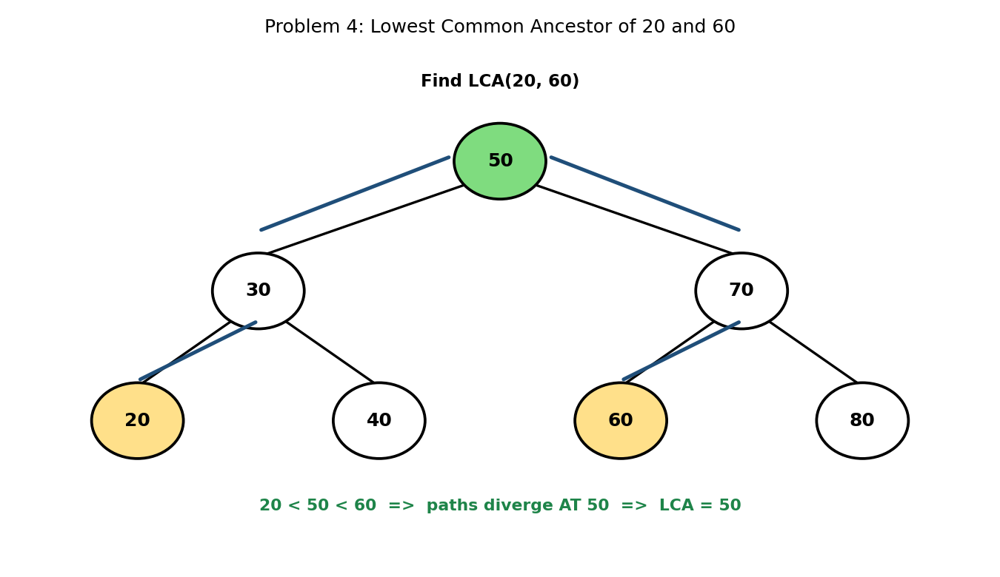 Problem 4: Lowest Common Ancestor of 20 and 60
Find LCA(20, 60)
50
30 70
20 40 60 80
20 < 50 < 60 => paths diverge AT 50 => LCA = 50